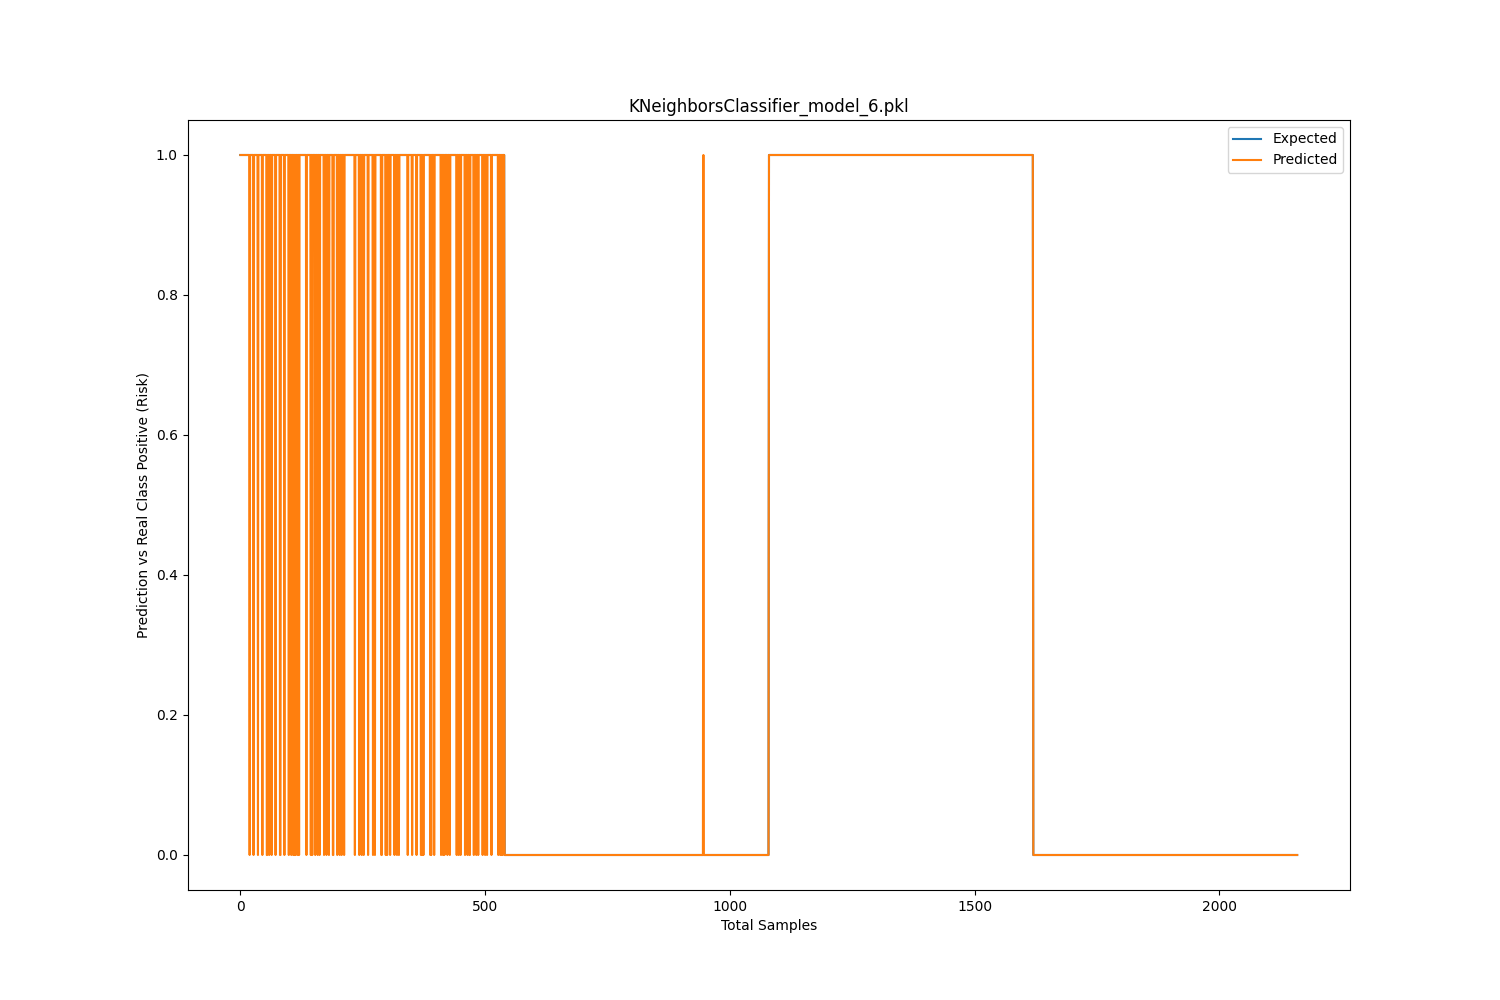 KNeighborsClassifier_model_6.pkl
Expected
Predicted
1.0
0.8
0.6
0.4
0.2
0.0
Prediction vs Real Class Positive (Risk)
0 500 1000 1500 2000
Total Samples